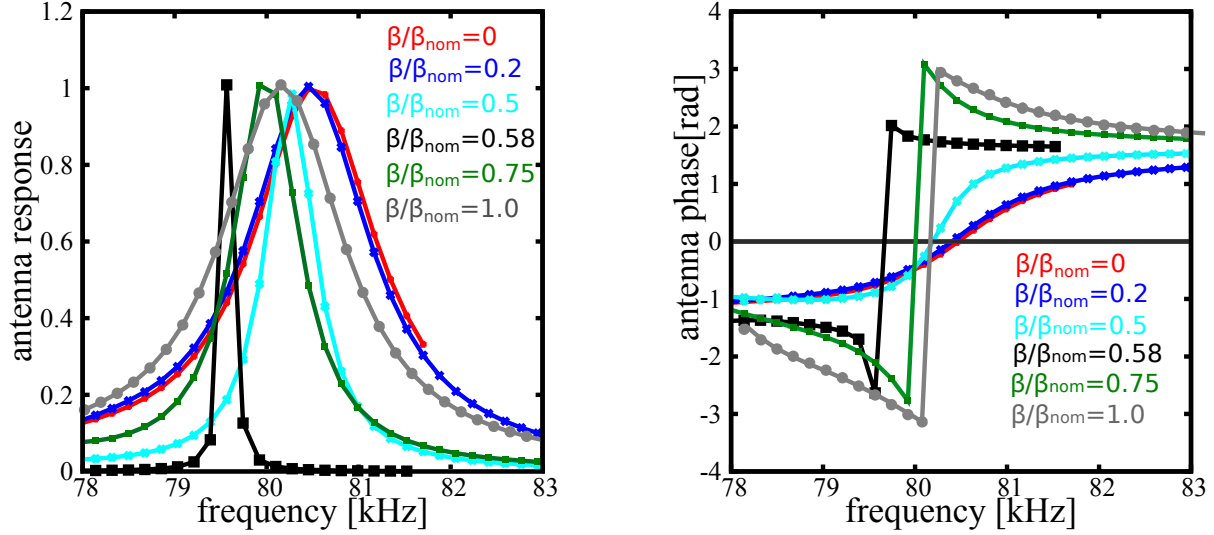 1.2
1
0.8
0.6
0.4
0.2
0
78
79
80
81
82
83
antenna response
frequency [kHz]
β/βnom=0
β/βnom=0.2
β/βnom=0.5
β/βnom=0.58
β/βnom=0.75
β/βnom=1.0
4
3
2
1
0
-1
-2
-3
-4
78
79
80
81
82
83
antenna phase[rad]
frequency [kHz]
β/βnom=0
β/βnom=0.2
β/βnom=0.5
β/βnom=0.58
β/βnom=0.75
β/βnom=1.0